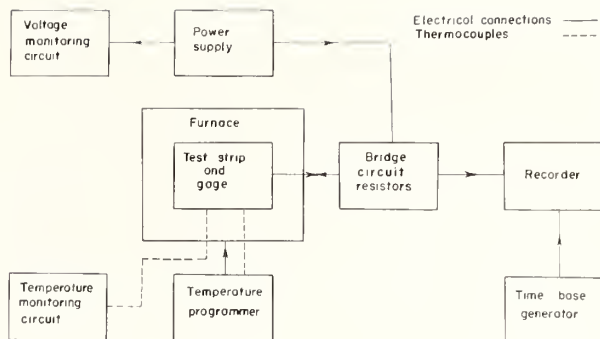 Electrical connections
Thermocouples
Voltage
monitoring
circuit
Power
supply
Furnace
Test strip
and
gage
Bridge
circuit
resistors
Recorder
Temperature
monitoring
circuit
Temperature
programmer
Time base
generator